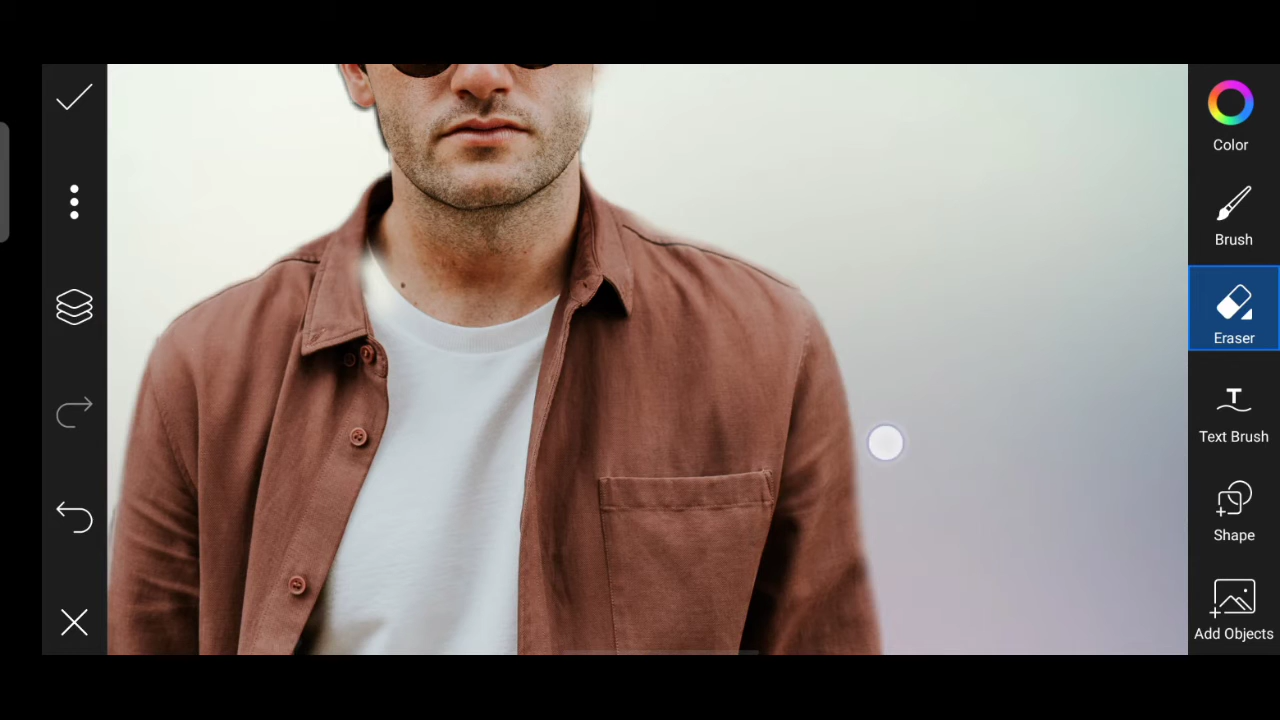 Color
Brush
Eraser
Text Brush
Shape
Add Objects